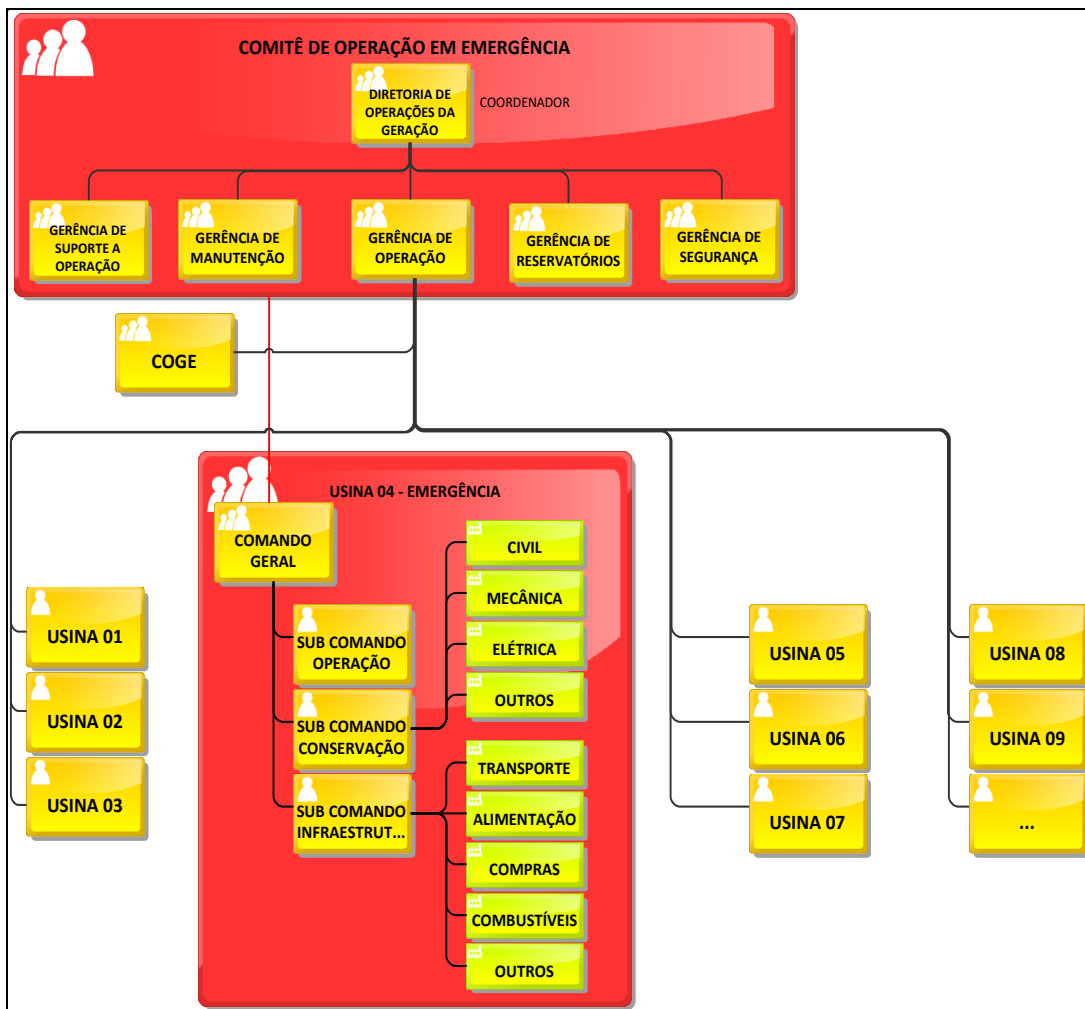 COMITÊ DE OPERAÇÃO EM EMERGÊNCIA
DIRETORIA DE
OPERAÇÕES DA
GERAÇÃO
COORDENADOR
GERÊNCIA DE
SUPORTE A
OPERAÇÃO
GERÊNCIA DE
MANUTENÇÃO
GERÊNCIA DE
OPERAÇÃO
GERÊNCIA DE
RESERVATÓRIOS
GERÊNCIA DE
SEGURANÇA
COGE
USINA 04 - EMERGÊNCIA
COMANDO
GERAL
SUB COMANDO
OPERAÇÃO
SUB COMANDO
CONSERVAÇÃO
SUB COMANDO
INFRAESTRUT...
CIVIL
MECÂNICA
ELÉTRICA
OUTROS
TRANSPORTE
ALIMENTAÇÃO
COMPRAS
COMBUSTÍVEIS
OUTROS
USINA 01
USINA 02
USINA 03
USINA 05
USINA 06
USINA 07
USINA 08
USINA 09
...